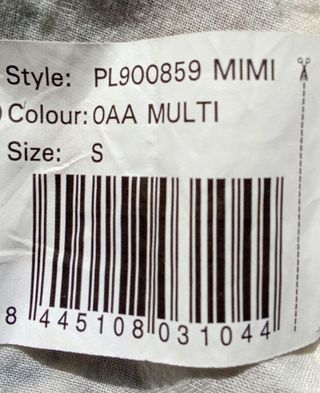 Style: PL900859 MIMI
Colour: 0AA MULTI
Size: S
8 445108 031044